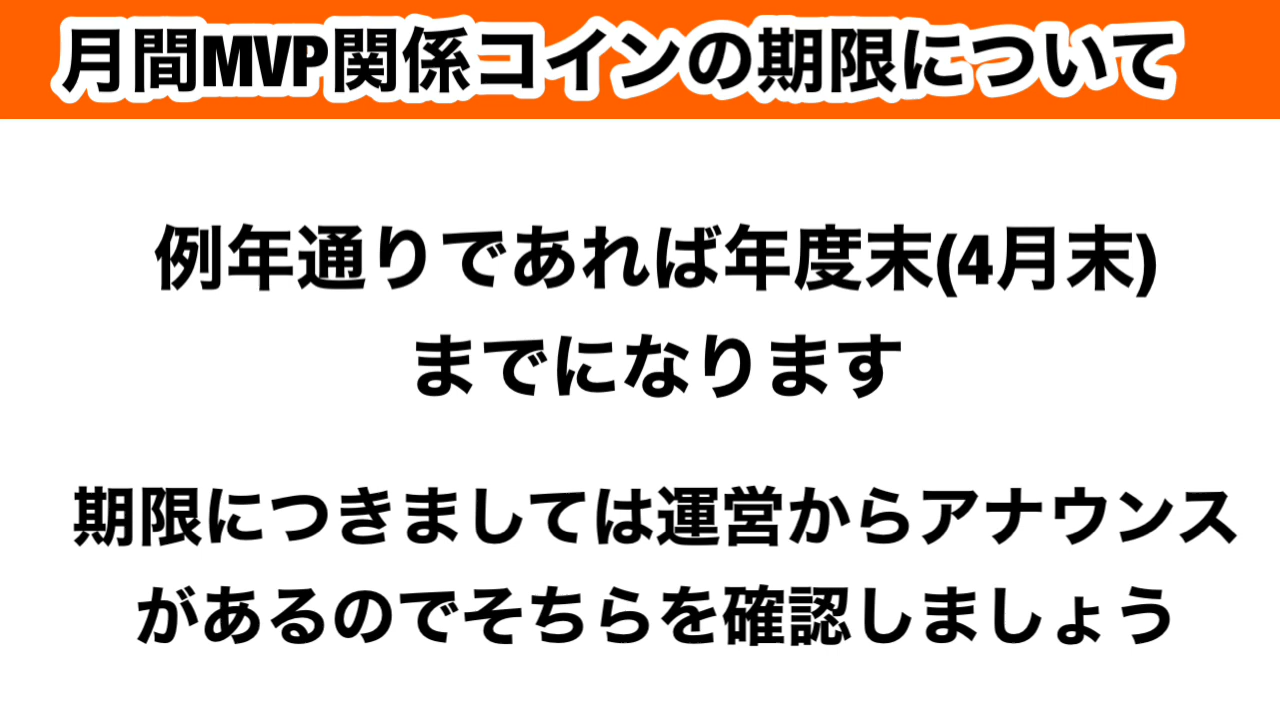 月間MVP関係コインの期限について
例年通りであれば年度末(4月末)
までになります
期限につきましては運営からアナウンス
があるのでそちらを確認しましょう